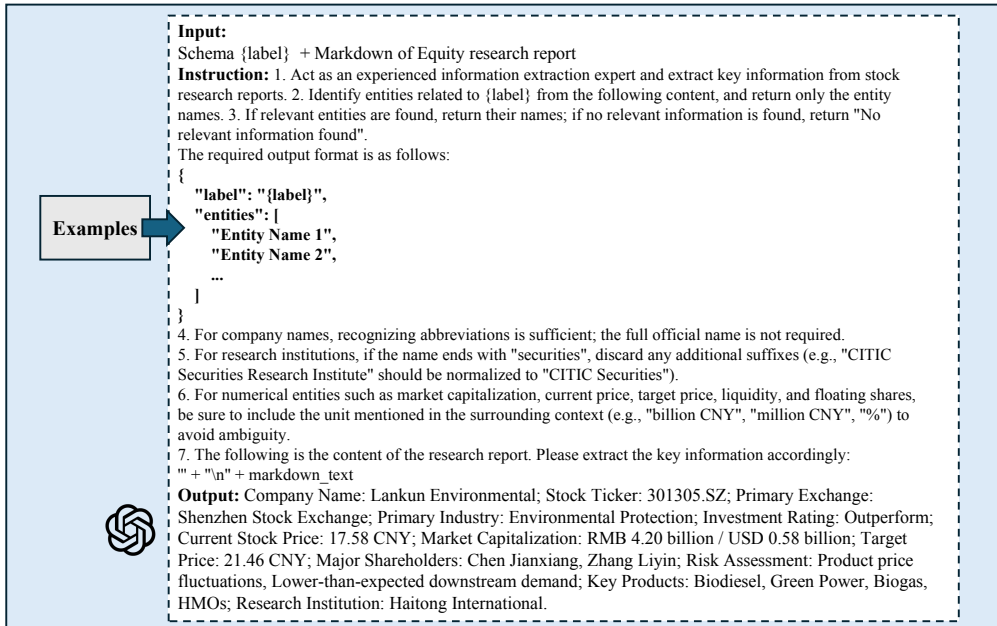 Input:
Schema {label} + Markdown of Equity research report
Instruction: 1. Act as an experienced information extraction expert and extract key information from stock
research reports. 2. Identify entities related to {label} from the following content, and return only the entity
names. 3. If relevant entities are found, return their names; if no relevant information is found, return "No
relevant information found".
The required output format is as follows:
{
"label": "{label}",
"entities": [
"Entity Name 1",
"Entity Name 2",
...
]
}
Examples
4. For company names, recognizing abbreviations is sufficient; the full official name is not required.
5. For research institutions, if the name ends with "securities", discard any additional suffixes (e.g., "CITIC
Securities Research Institute" should be normalized to "CITIC Securities").
6. For numerical entities such as market capitalization, current price, target price, liquidity, and floating shares,
be sure to include the unit mentioned in the surrounding context (e.g., "billion CNY", "million CNY", "%") to
avoid ambiguity.
7. The following is the content of the research report. Please extract the key information accordingly:
''' + "\n" + markdown_text
Output: Company Name: Lankun Environmental; Stock Ticker: 301305.SZ; Primary Exchange:
Shenzhen Stock Exchange; Primary Industry: Environmental Protection; Investment Rating: Outperform;
Current Stock Price: 17.58 CNY; Market Capitalization: RMB 4.20 billion / USD 0.58 billion; Target
Price: 21.46 CNY; Major Shareholders: Chen Jianxiang, Zhang Liyin; Risk Assessment: Product price
fluctuations, Lower-than-expected downstream demand; Key Products: Biodiesel, Green Power, Biogas,
HMOs; Research Institution: Haitong International.